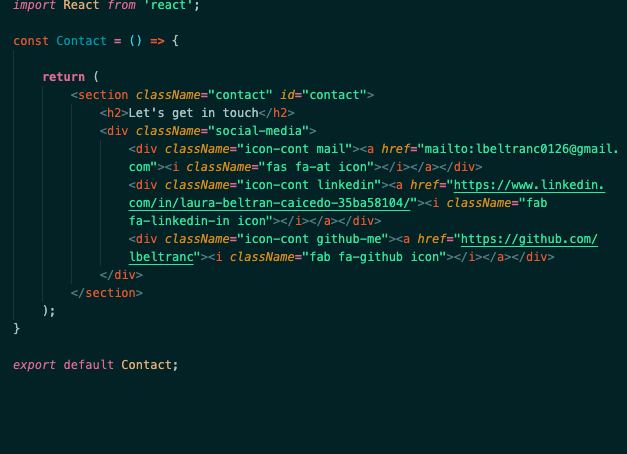 import React from 'react';
const Contact = () => {
return (
<section className="contact" id="contact">
<h2>Let's get in touch</h2>
<div className="social-media">
<div className="icon-cont mail"><a href="mailto:lbeltranc0126@gmail.
com"><i className="fas fa-at icon"></i></a></div>
<div className="icon-cont linkedin"><a href="https://www.linkedin.
com/in/laura-beltran-caicedo-35ba58104/"><i className="fab
fa-linkedin-in icon"></i></a></div>
<div className="icon-cont github-me"><a href="https://github.com/
lbeltranc"><i className="fab fa-github icon"></i></a></div>
</div>
</section>
);
}
export default Contact;